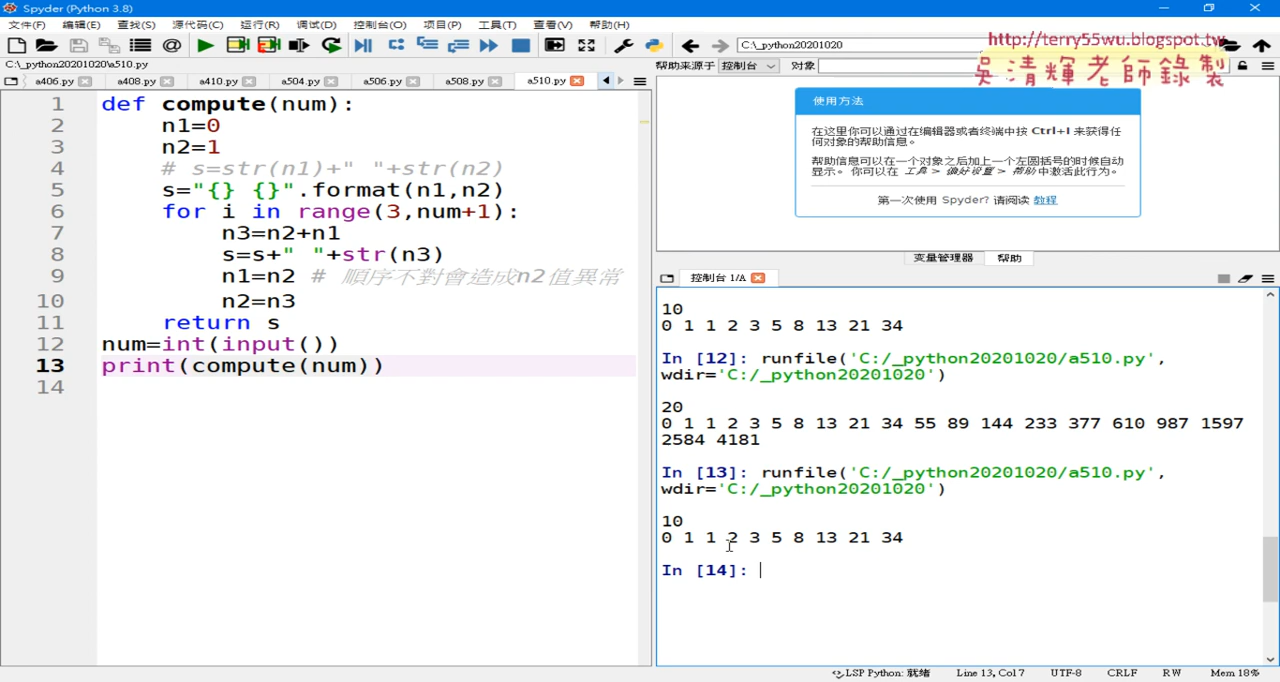 Spyder (Python 3.8)
文件(F) 编辑(E) 查找(S) 源代码(C) 运行(R) 调试(D) 控制台(O) 项目(P) 工具(T) 查看(V) 帮助(H)
C:\_python20201020
http://terry55wu.blogspot.tw
吳清輝老師錄製
C:\_python20201020\a510.py
帮助来源于 控制台 对象
a406.py a408.py a410.py a504.py a506.py a508.py a510.py
1 def compute(num):
2 n1=0
3 n2=1
4 # s=str(n1)+" "+str(n2)
5 s="{} {}".format(n1,n2)
6 for i in range(3,num+1):
7 n3=n2+n1
8 s=s+" "+str(n3)
9 n1=n2 # 順序不對會造成n2值異常
10 n2=n3
11 return s
12 num=int(input())
13 print(compute(num))
14
使用方法
在这里你可以通过在编辑器或者终端中按 Ctrl+I 来获得任
何对象的帮助信息。
帮助信息可以在一个对象之后加上一个左圆括号的时候自动
显示。 你可以在 工具 > 偏好设置 > 帮助 中激活此行为。
第一次使用 Spyder? 请阅读 教程
变量管理器 帮助
控制台 1/A
10
0 1 1 2 3 5 8 13 21 34
In [12]: runfile('C:/_python20201020/a510.py',
wdir='C:/_python20201020')
20
0 1 1 2 3 5 8 13 21 34 55 89 144 233 377 610 987 1597
2584 4181
In [13]: runfile('C:/_python20201020/a510.py',
wdir='C:/_python20201020')
10
0 1 1 2 3 5 8 13 21 34
In [14]:
LSP Python: 就绪 Line 13, Col 7 UTF-8 CRLF RW Mem 18%